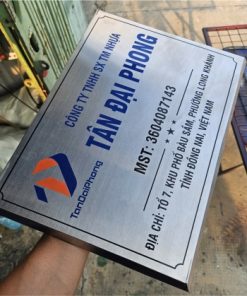 CÔNG TY TNHH SX TM NHỰA
TÂN ĐẠI PHONG
MST: 3604087143
ĐỊA CHỈ: TỔ 7, KHU PHỐ BÀU SẦM, PHƯỜNG LONG KHÁNH
TỈNH ĐỒNG NAI, VIỆT NAM
TanDaiPhong